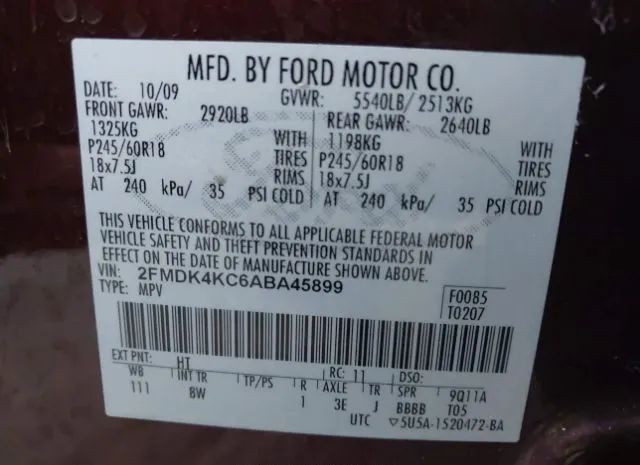 MFD. BY FORD MOTOR CO.
DATE: 10/09 GVWR: 5540LB/ 2513KG
FRONT GAWR: 2920LB REAR GAWR: 2640LB
1325KG WITH 1198KG WITH
P245/60R18 TIRES P245/60R18 TIRES
18x7.5J RIMS 18x7.5J RIMS
AT 240 kPa/ 35 PSI COLD AT 240 kPa/ 35 PSI COLD
THIS VEHICLE CONFORMS TO ALL APPLICABLE FEDERAL MOTOR
VEHICLE SAFETY AND THEFT PREVENTION STANDARDS IN
EFFECT ON THE DATE OF MANUFACTURE SHOWN ABOVE.
VIN: 2FMDK4KC6ABA45899 F0085
TYPE: MPV T0207
EXT PNT: HT RC: 11 DSO:
WB INT TR TP/PS R AXLE TR SPR 9Q11A
111 8W 1 3E J BBBB T05
UTC ▽5U5A-1520472-BA